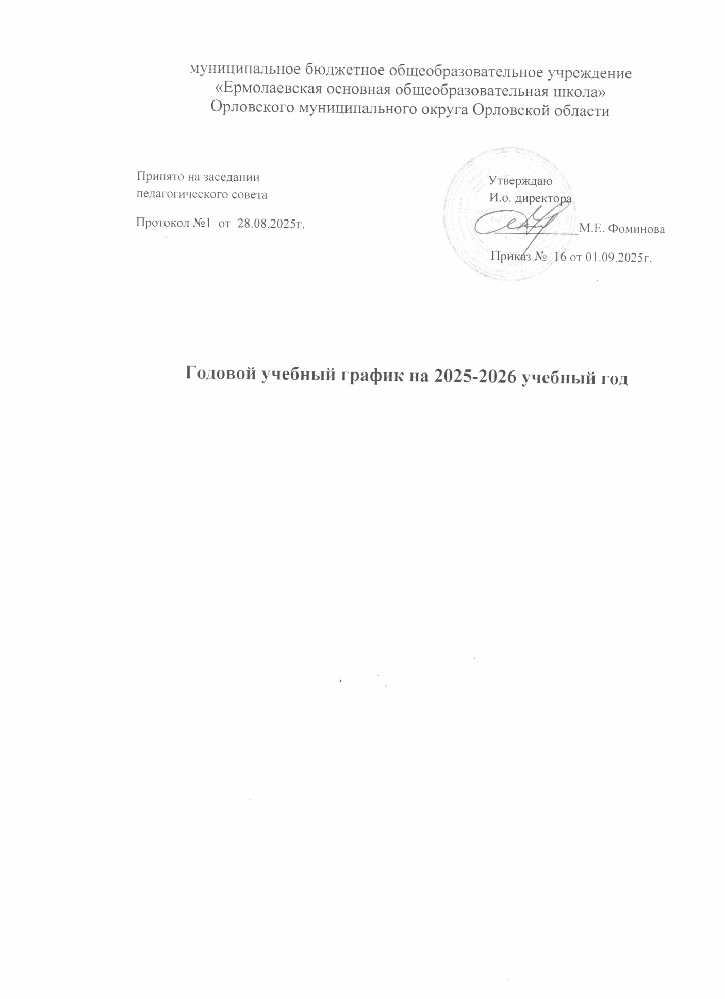 муниципальное бюджетное общеобразовательное учреждение
«Ермолаевская основная общеобразовательная школа»
Орловского муниципального округа Орловской области
Принято на заседании
педагогического совета
Протокол №1 от 28.08.2025г.
Утверждаю
И.о. директора
М.Е. Фоминова
Приказ № 16 от 01.09.2025г.
Годовой учебный график на 2025-2026 учебный год